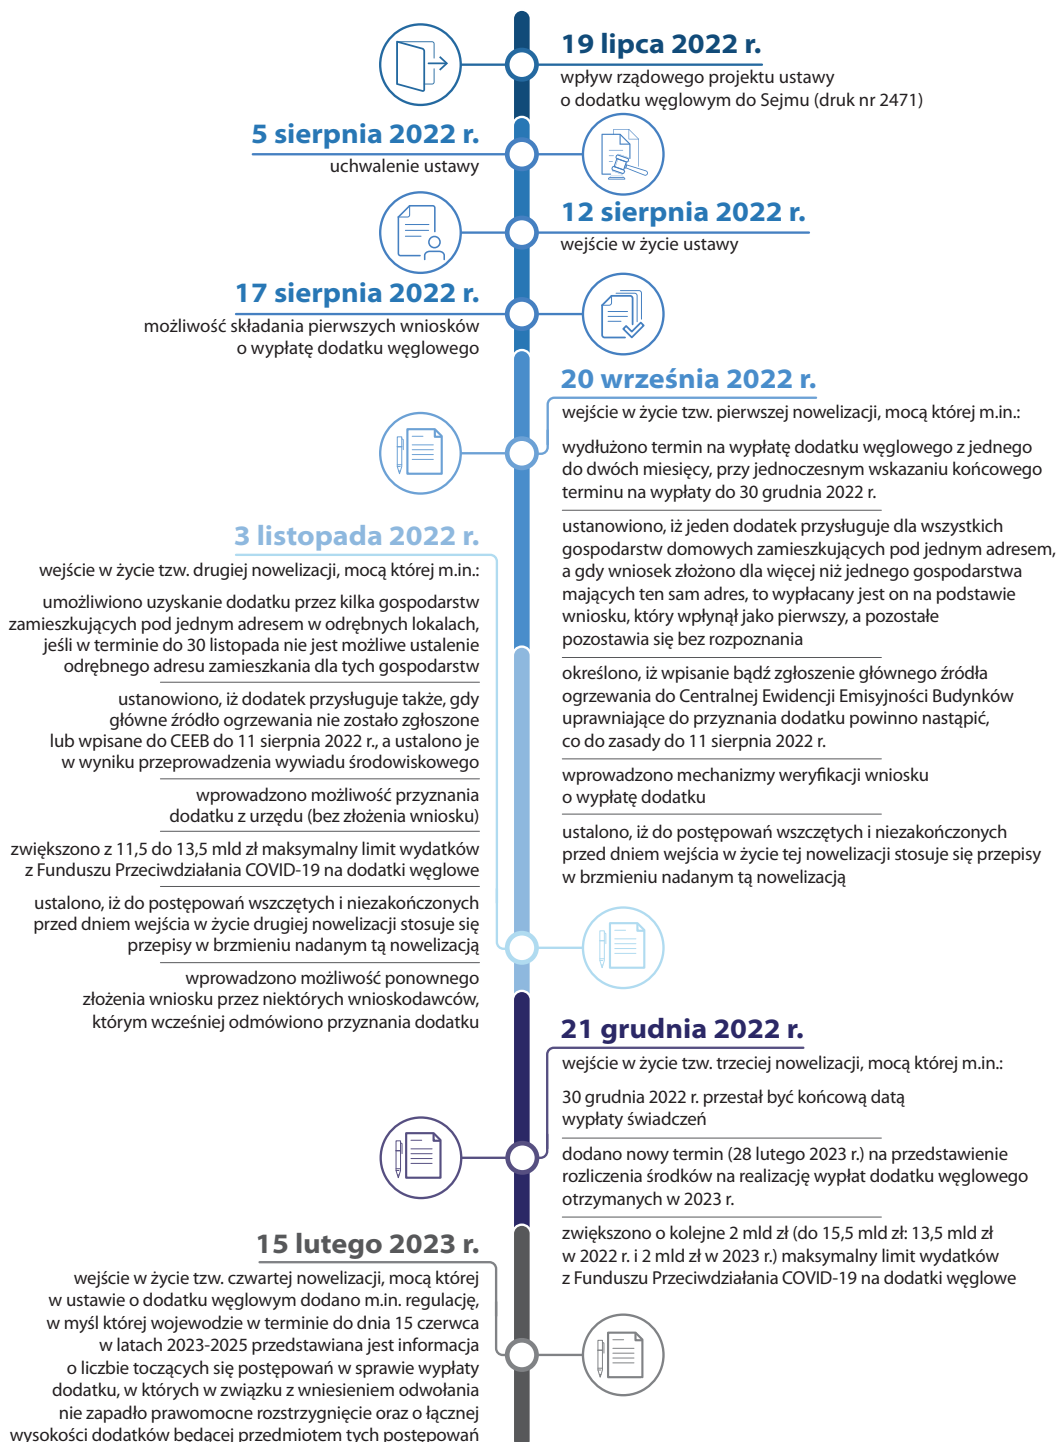 19 lipca 2022 r.
wpływ rządowego projektu ustawy
o dodatku węglowym do Sejmu (druk nr 2471)
5 sierpnia 2022 r.
uchwalenie ustawy
12 sierpnia 2022 r.
wejście w życie ustawy
17 sierpnia 2022 r.
możliwość składania pierwszych wniosków
o wypłatę dodatku węglowego
20 września 2022 r.
wejście w życie tzw. pierwszej nowelizacji, mocą której m.in.:
wydłużono termin na wypłatę dodatku węglowego z jednego
do dwóch miesięcy, przy jednoczesnym wskazaniu końcowego
terminu na wypłaty do 30 grudnia 2022 r.
ustanowiono, iż jeden dodatek przysługuje dla wszystkich
gospodarstw domowych zamieszkujących pod jednym adresem,
a gdy wniosek złożono dla więcej niż jednego gospodarstwa
mających ten sam adres, to wypłacany jest on na podstawie
wniosku, który wpłynął jako pierwszy, a pozostałe
pozostawia się bez rozpoznania
określono, iż wpisanie bądź zgłoszenie głównego źródła
ogrzewania do Centralnej Ewidencji Emisyjności Budynków
uprawniające do przyznania dodatku powinno nastąpić,
co do zasady do 11 sierpnia 2022 r.
wprowadzono mechanizmy weryfikacji wniosku
o wypłatę dodatku
ustalono, iż do postępowań wszczętych i niezakończonych
przed dniem wejścia w życie tej nowelizacji stosuje się przepisy
w brzmieniu nadanym tą nowelizacją
3 listopada 2022 r.
wejście w życie tzw. drugiej nowelizacji, mocą której m.in.:
umożliwiono uzyskanie dodatku przez kilka gospodarstw
zamieszkujących pod jednym adresem w odrębnych lokalach,
jeśli w terminie do 30 listopada nie jest możliwe ustalenie
odrębnego adresu zamieszkania dla tych gospodarstw
ustanowiono, iż dodatek przysługuje także, gdy
główne źródło ogrzewania nie zostało zgłoszone
lub wpisane do CEEB do 11 sierpnia 2022 r., a ustalono je
w wyniku przeprowadzenia wywiadu środowiskowego
wprowadzono możliwość przyznania
dodatku z urzędu (bez złożenia wniosku)
zwiększono z 11,5 do 13,5 mld zł maksymalny limit wydatków
z Funduszu Przeciwdziałania COVID-19 na dodatki węglowe
ustalono, iż do postępowań wszczętych i niezakończonych
przed dniem wejścia w życie drugiej nowelizacji stosuje się
przepisy w brzmieniu nadanym tą nowelizacją
wprowadzono możliwość ponownego
złożenia wniosku przez niektórych wnioskodawców,
którym wcześniej odmówiono przyznania dodatku
21 grudnia 2022 r.
wejście w życie tzw. trzeciej nowelizacji, mocą której m.in.:
30 grudnia 2022 r. przestał być końcową datą
wypłaty świadczeń
dodano nowy termin (28 lutego 2023 r.) na przedstawienie
rozliczenia środków na realizację wypłat dodatku węglowego
otrzymanych w 2023 r.
zwiększono o kolejne 2 mld zł (do 15,5 mld zł: 13,5 mld zł
w 2022 r. i 2 mld zł w 2023 r.) maksymalny limit wydatków
z Funduszu Przeciwdziałania COVID-19 na dodatki węglowe
15 lutego 2023 r.
wejście w życie tzw. czwartej nowelizacji, mocą której
w ustawie o dodatku węglowym dodano m.in. regulację,
w myśl której wojewodzie w terminie do dnia 15 czerwca
w latach 2023-2025 przedstawiana jest informacja
o liczbie toczących się postępowań w sprawie wypłaty
dodatku, w których w związku z wniesieniem odwołania
nie zapadło prawomocne rozstrzygnięcie oraz o łącznej
wysokości dodatków będącej przedmiotem tych postępowań